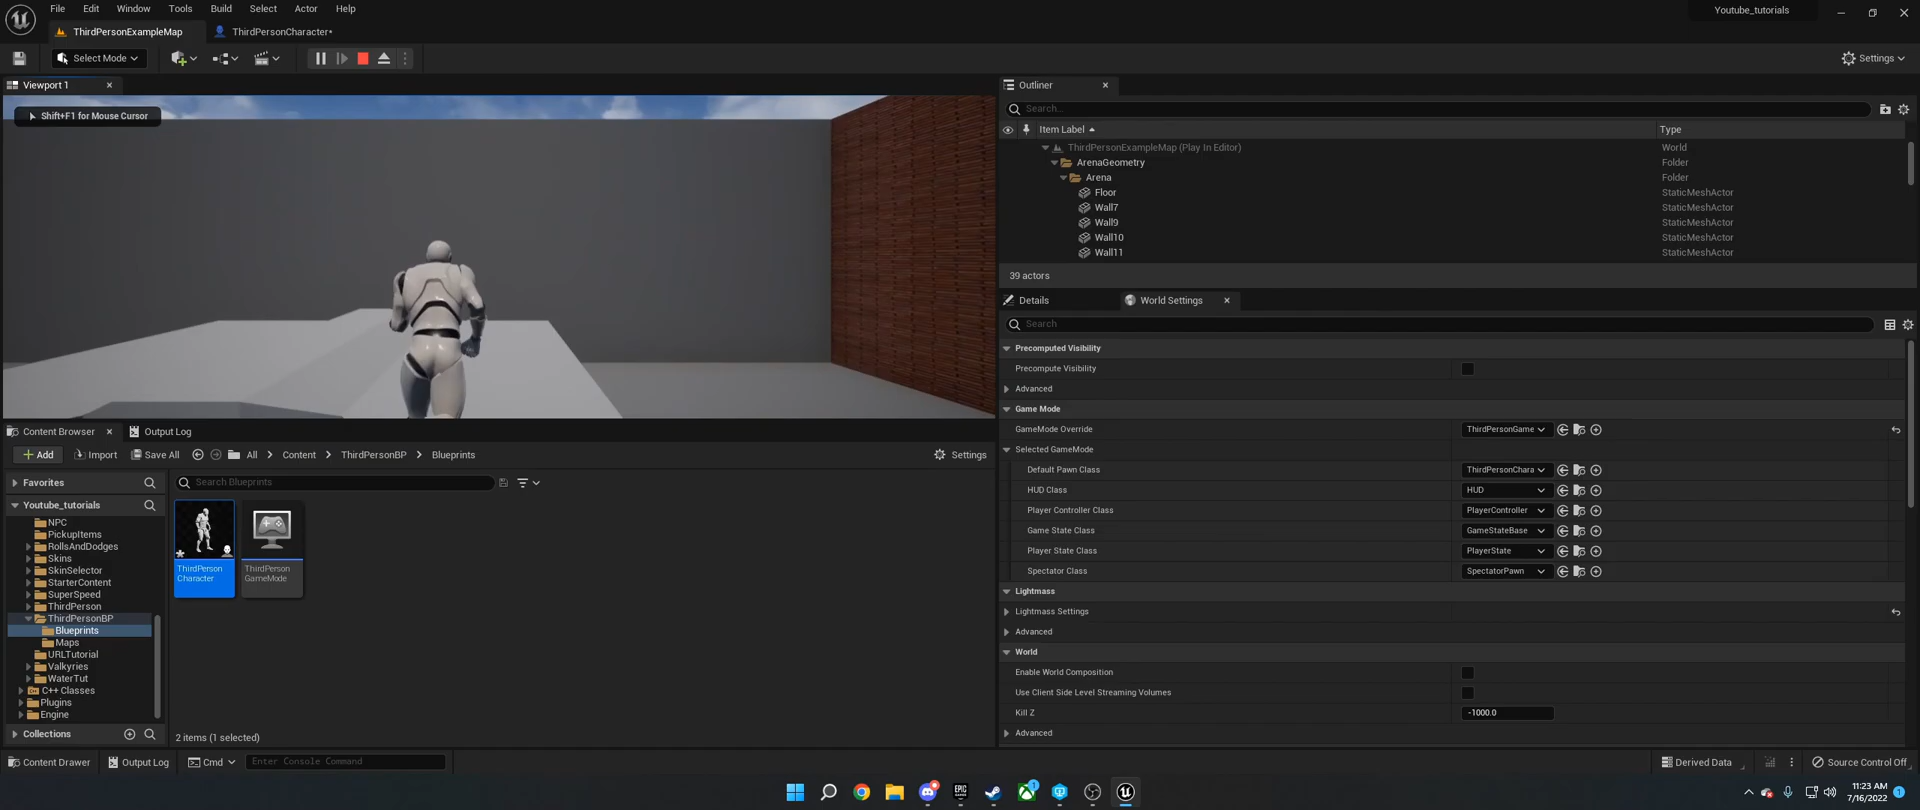 File Edit Window Tools Build Select Actor Help
Youtube_tutorials
ThirdPersonExampleMap
ThirdPersonCharacter*
Select Mode
Settings
Viewport 1
Shift+F1 for Mouse Cursor
Outliner
Search...
Item Label Type
ThirdPersonExampleMap (Play In Editor) World
ArenaGeometry Folder
Arena Folder
Floor StaticMeshActor
Wall7 StaticMeshActor
Wall9 StaticMeshActor
Wall10 StaticMeshActor
Wall11 StaticMeshActor
39 actors
Details
World Settings
Search
Precomputed Visibility
Precompute Visibility
Advanced
Game Mode
GameMode Override ThirdPersonGame
Selected GameMode
Default Pawn Class ThirdPersonChara
HUD Class HUD
Player Controller Class PlayerController
Game State Class GameStateBase
Player State Class PlayerState
Spectator Class SpectatorPawn
Lightmass
Lightmass Settings
Advanced
World
Enable World Composition
Use Client Side Level Streaming Volumes
Kill Z -1000.0
Advanced
Content Browser
Output Log
Add Import Save All All Content ThirdPersonBP Blueprints Settings
Favorites
Search Blueprints
Youtube_tutorials
NPC
PickupItems
RollsAndDodges
Skins
SkinSelector
StarterContent
SuperSpeed
ThirdPerson
ThirdPersonBP
Blueprints
Maps
URLTutorial
Valkyries
WaterTut
C++ Classes
Plugins
Engine
Collections
ThirdPerson
Character
ThirdPerson
GameMode
2 items (1 selected)
Content Drawer Output Log Cmd Enter Console Command
Derived Data Source Control Off
EPIC
GAMES
1
11:23 AM
7/16/2022
1